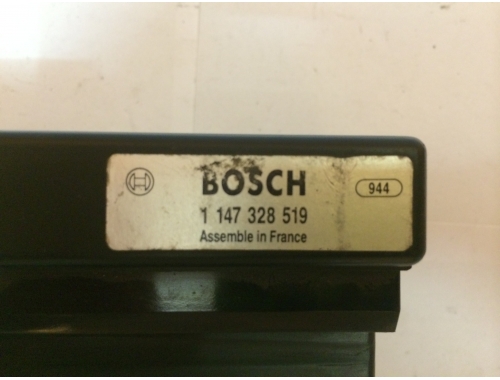 BOSCH
944
1 147 328 519
Assemble in France